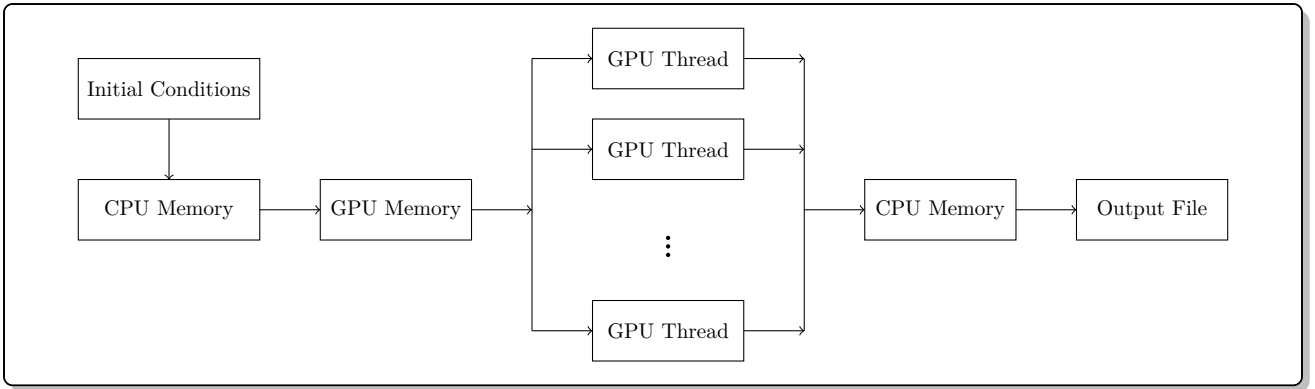 Initial Conditions
CPU Memory
GPU Memory
GPU Thread
GPU Thread
⋮
GPU Thread
CPU Memory
Output File